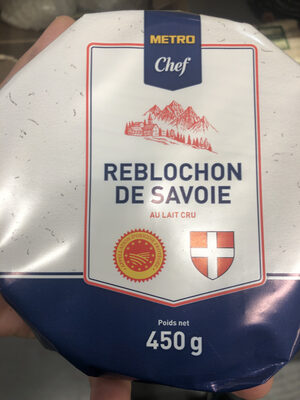 METRO
Chef
REBLOCHON
DE SAVOIE
AU LAIT CRU
Poids net
450 g